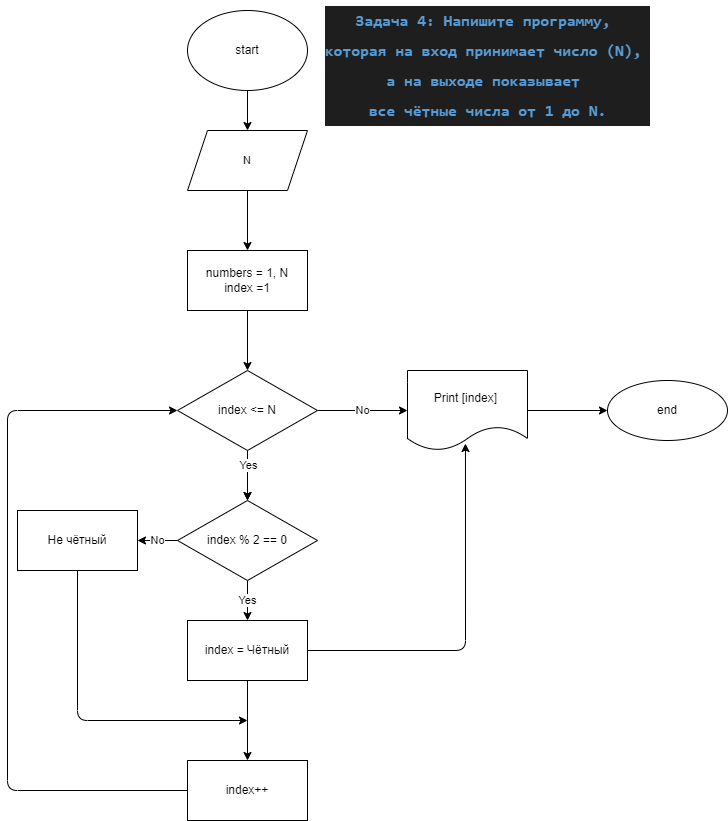 start
Задача 4: Напишите программу,
которая на вход принимает число (N),
а на выходе показывает
все чётные числа от 1 до N.
N
numbers = 1, N
index =1
index <= N
No
Print [index]
end
Yes
Не чётный
No
index % 2 == 0
Yes
index = Чётный
index++